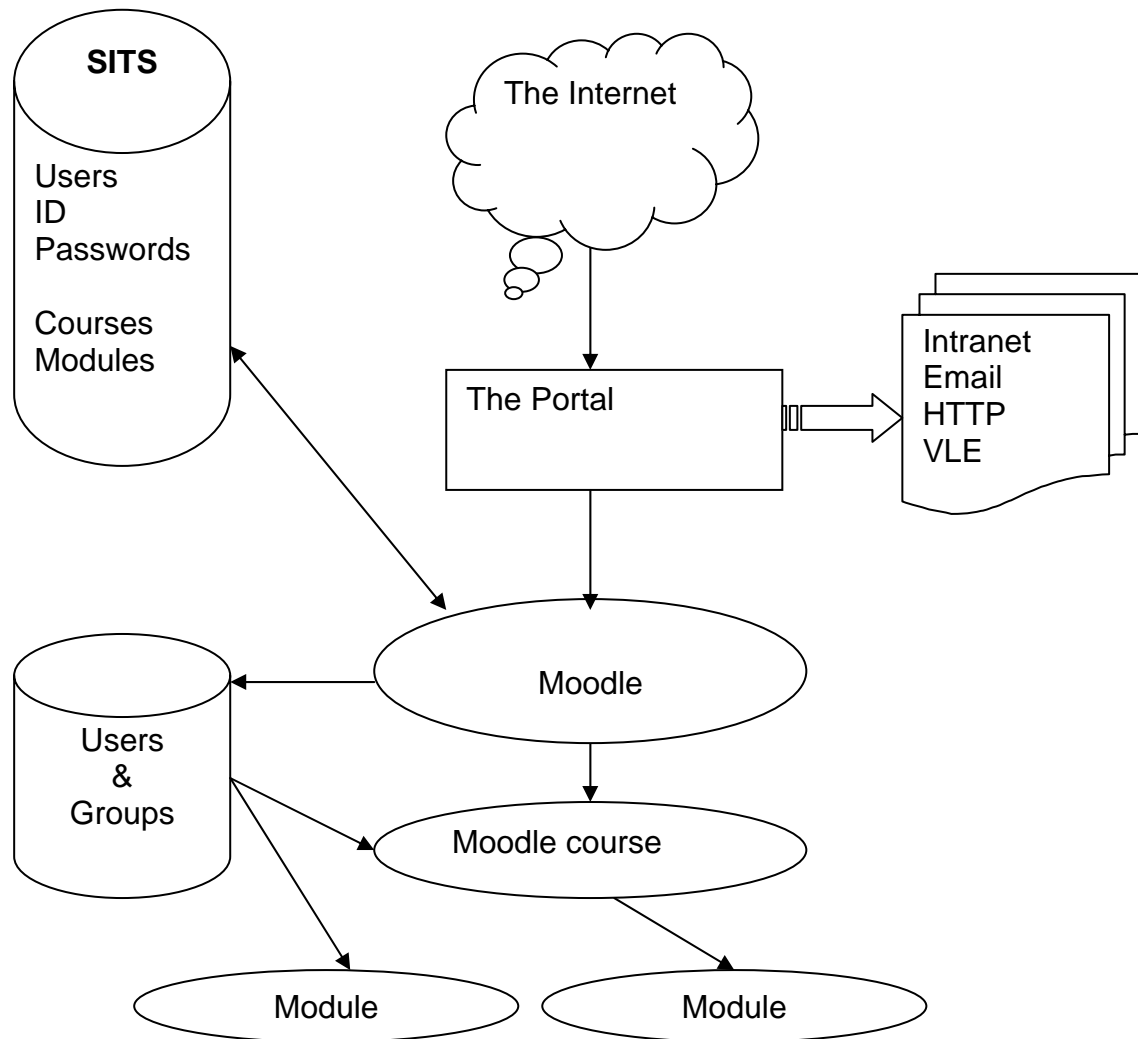 SITS
Users
ID
Passwords
Courses
Modules
The Internet
The Portal
Intranet
Email
HTTP
VLE
Moodle
Users
&
Groups
Moodle course
Module
Module